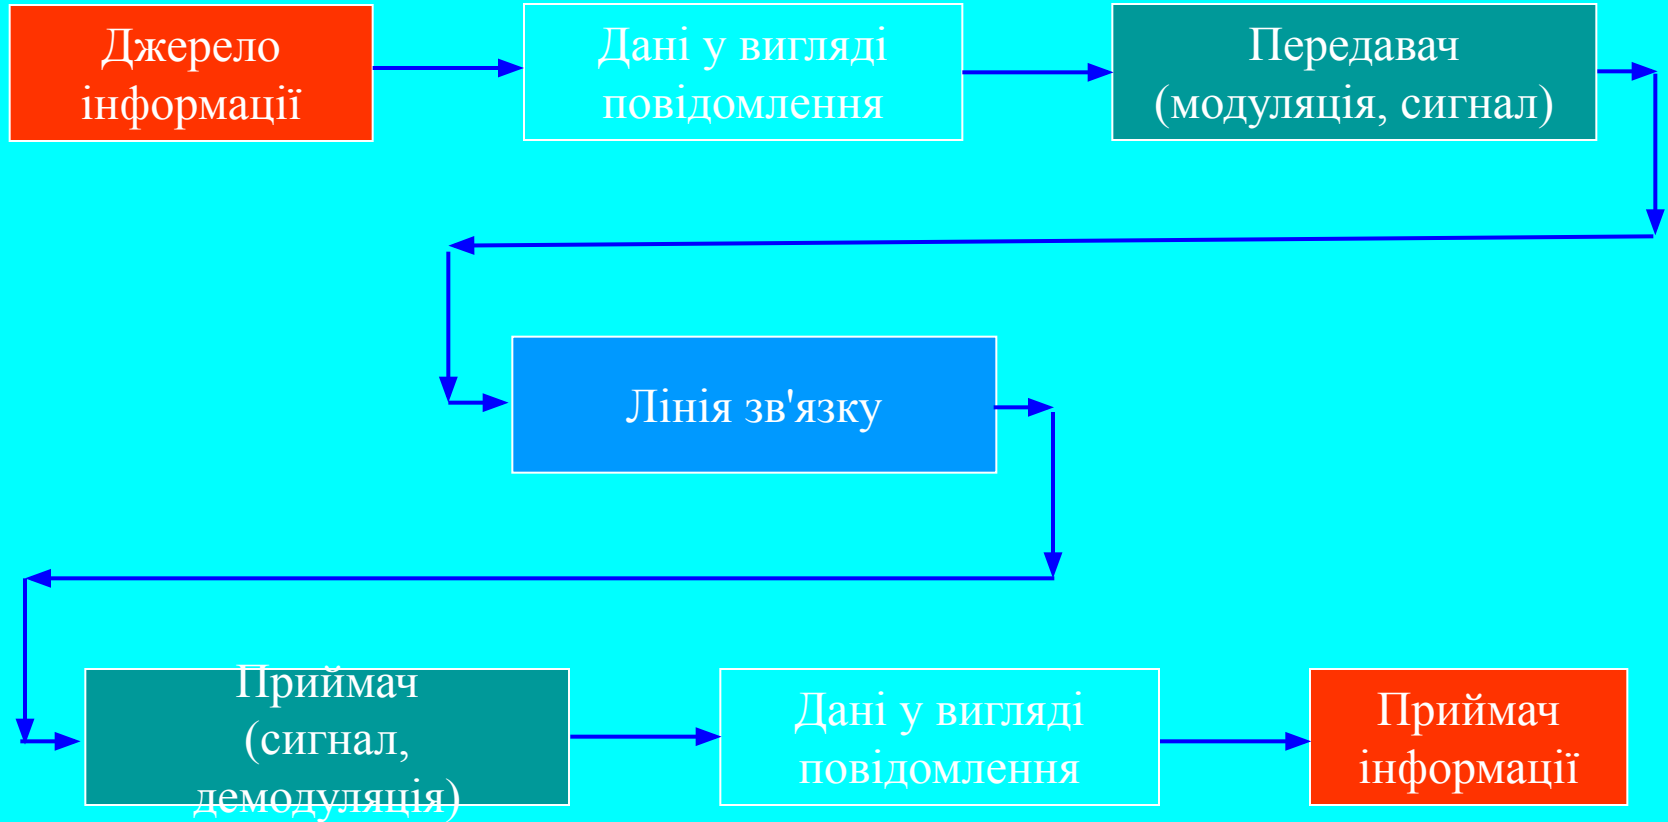 Джерело
інформації
Дані у вигляді
повідомлення
Передавач
(модуляція, сигнал)
Лінія зв'язку
Приймач
(сигнал,
демодуляція)
Дані у вигляді
повідомлення
Приймач
інформації